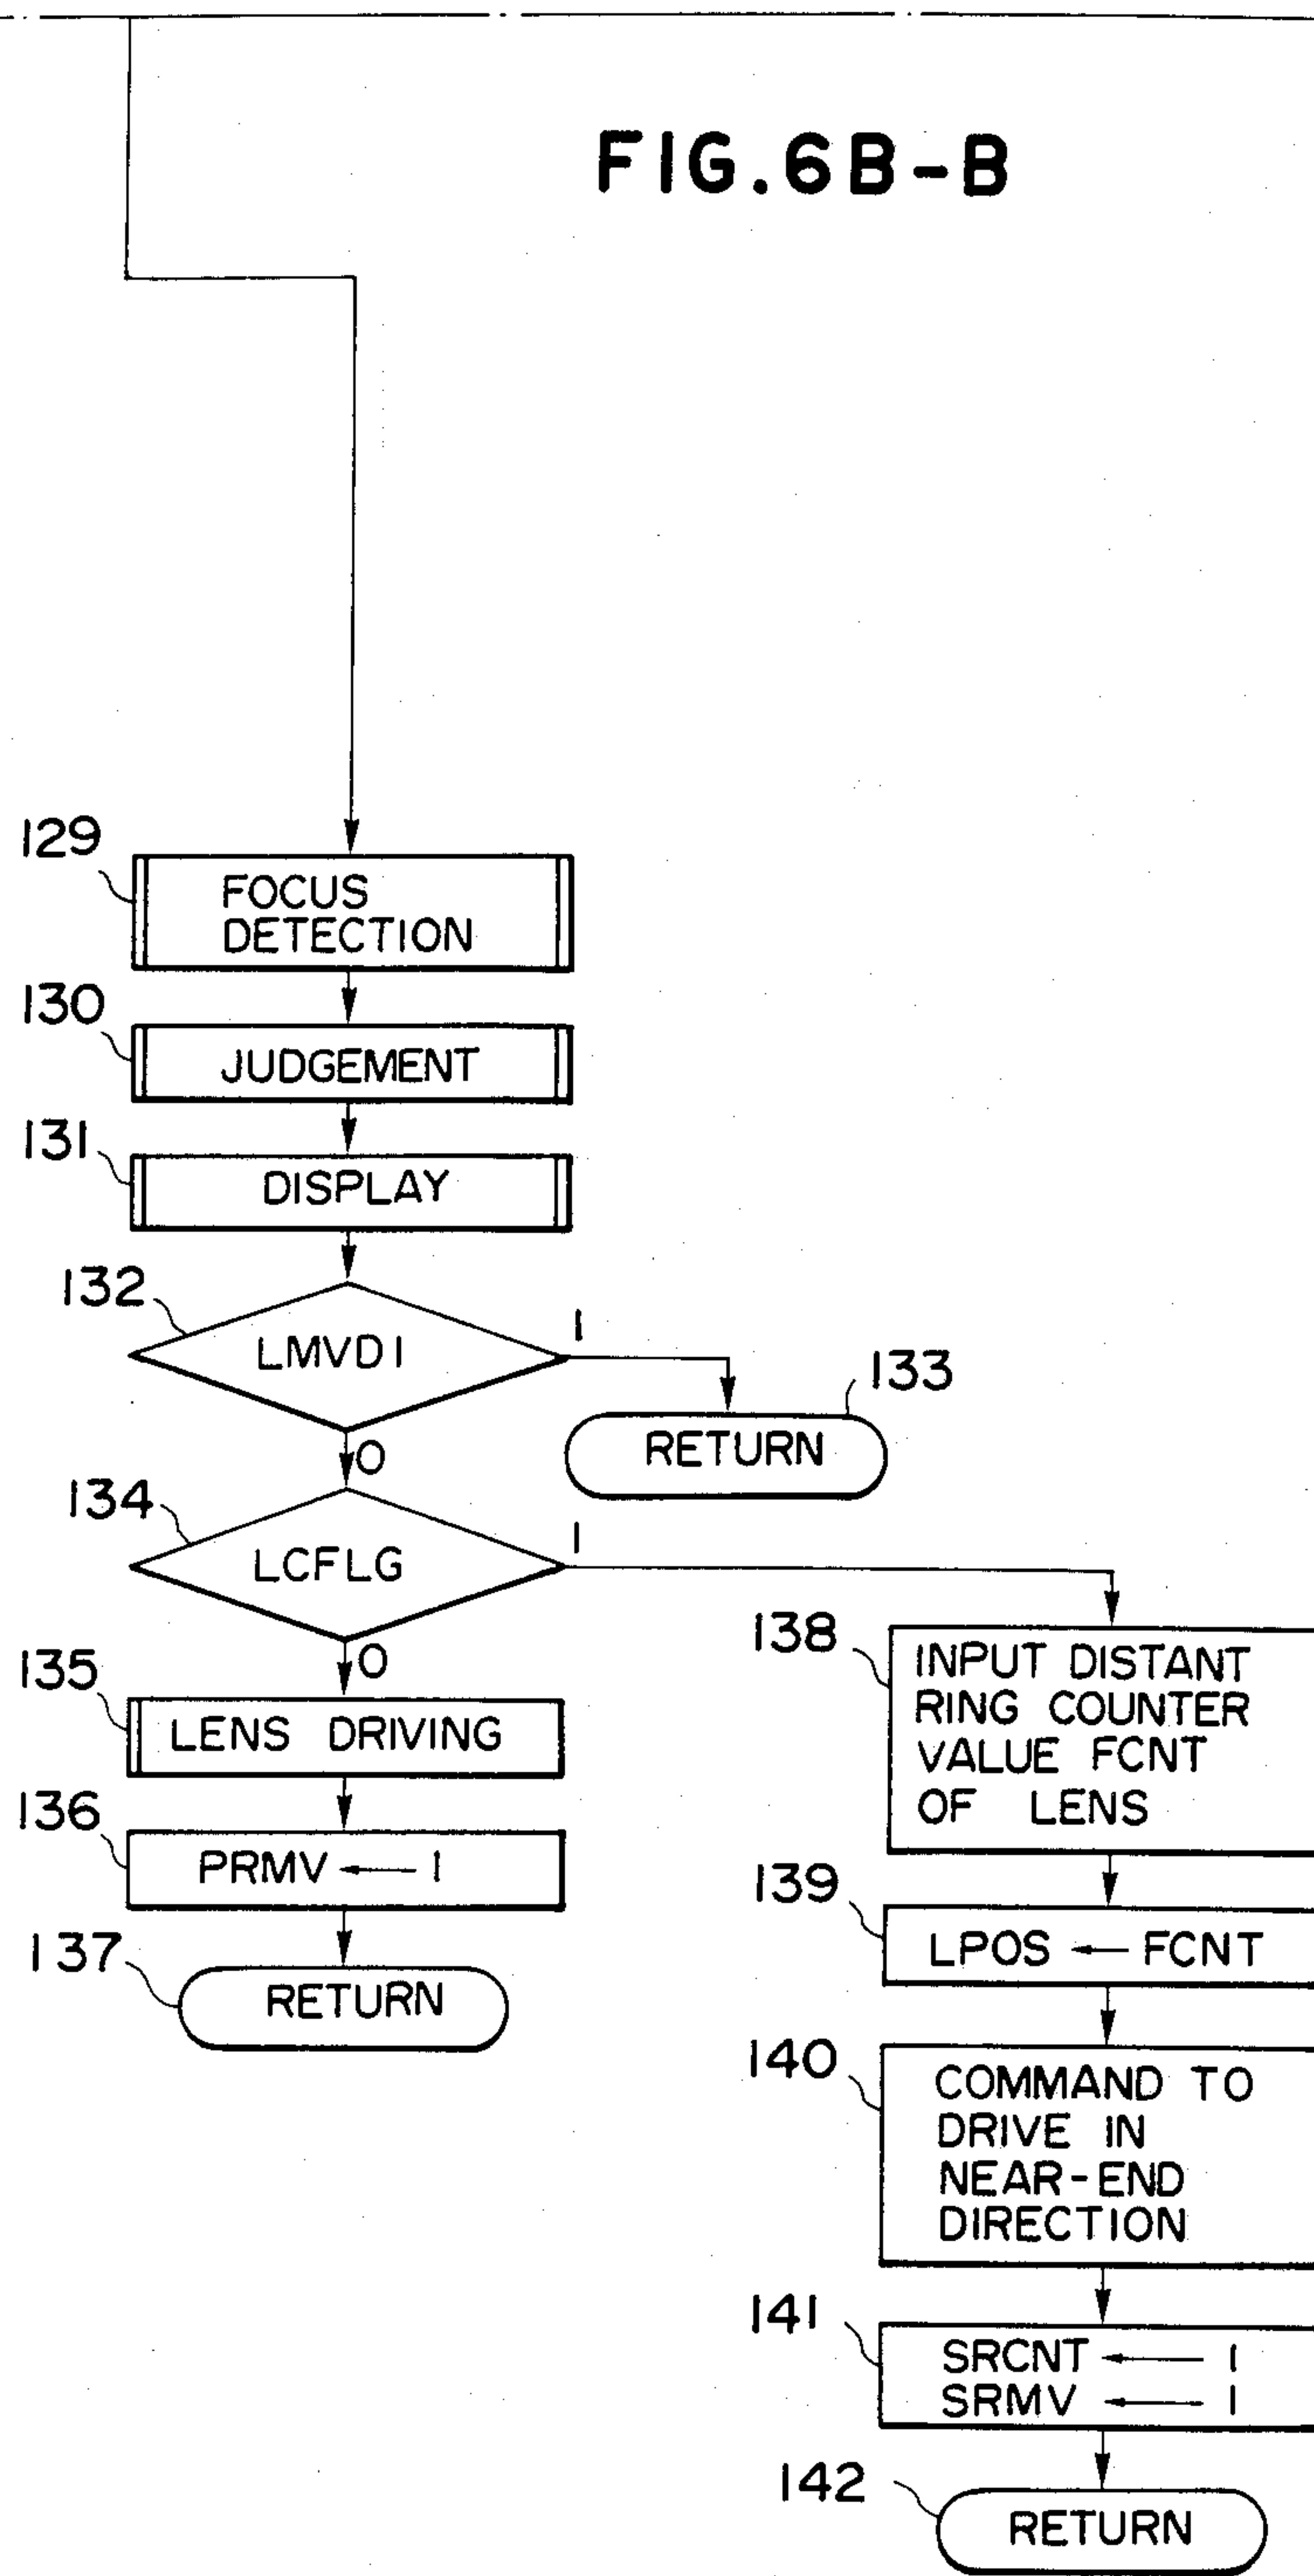 FIG.6B-B
129
FOCUS
DETECTION
130
JUDGEMENT
131
DISPLAY
132
LMVDI
1
133
RETURN
0
134
LCFLG
1
0
135
LENS DRIVING
136
PRMV ← 1
137
RETURN
138
INPUT DISTANT
RING COUNTER
VALUE FCNT
OF LENS
139
LPOS ← FCNT
140
COMMAND TO
DRIVE IN
NEAR-END
DIRECTION
141
SRCNT ← 1
SRMV ← 1
142
RETURN